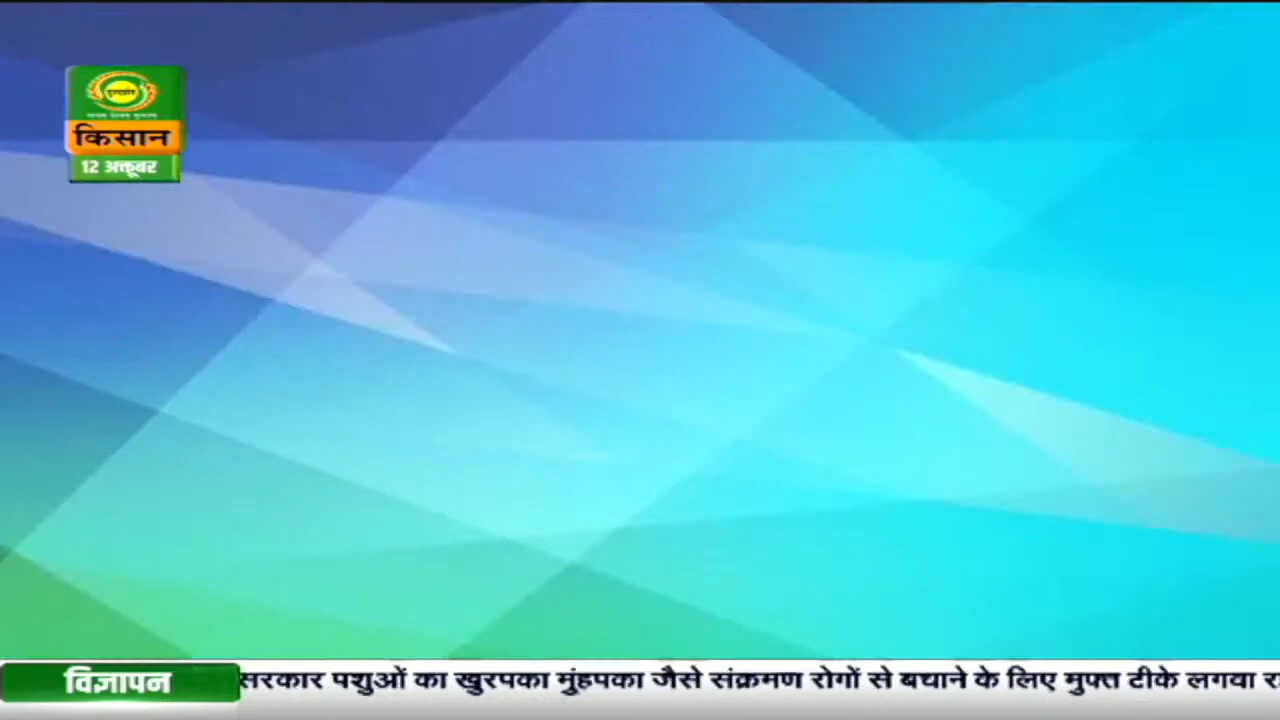 किसान
12 अक्तूबर
विज्ञापन
सरकार पशुओं का खुरपका मुंहपका जैसे संक्रमण रोगों से बचाने के लिए मुफ्त टीके लगवा